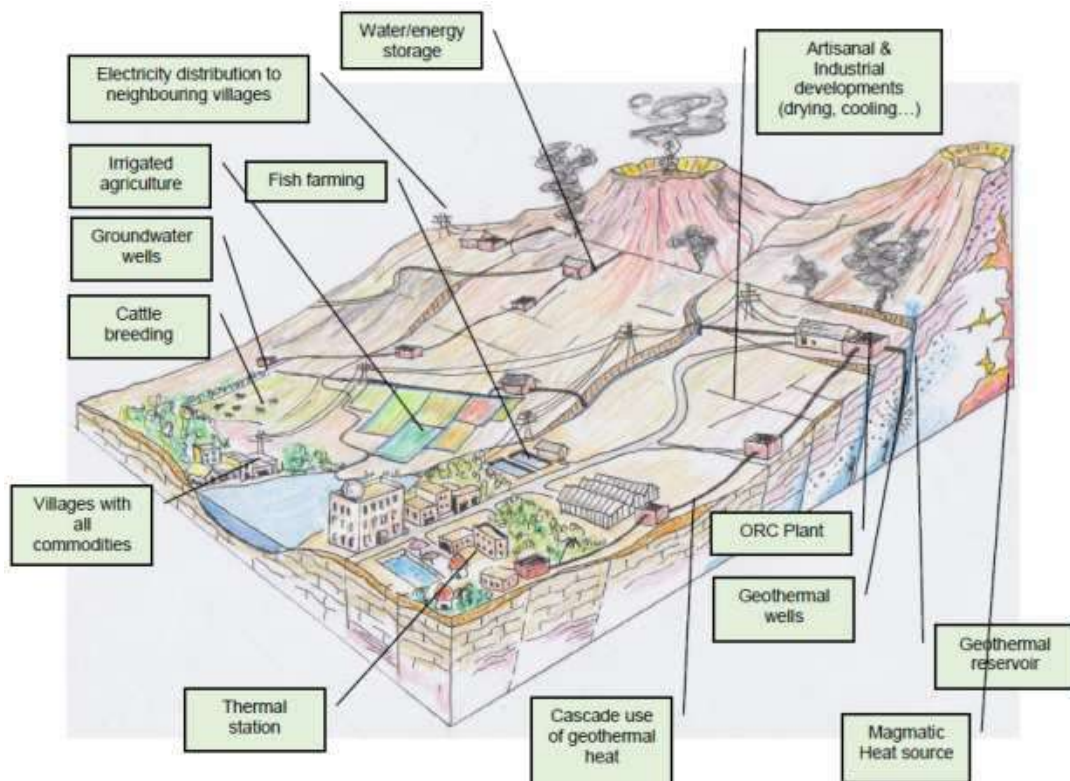 Water/energy
storage
Artisanal &
Industrial
developments
(drying, cooling...)
Electricity distribution to
neighbouring villages
Irrigated
agriculture
Fish farming
Groundwater
wells
Cattle
breeding
Villages with
all
commodities
ORC Plant
Geothermal
wells
Geothermal
reservoir
Thermal
station
Cascade use
of geothermal
heat
Magmatic
Heat source